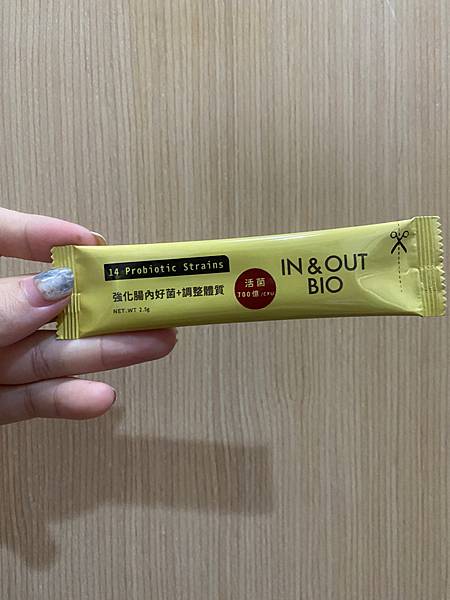 14 Probiotic Strains
強化腸內好菌+調整體質
NET.WT 2.5g
活菌
100億/CFU
IN & OUT
BIO